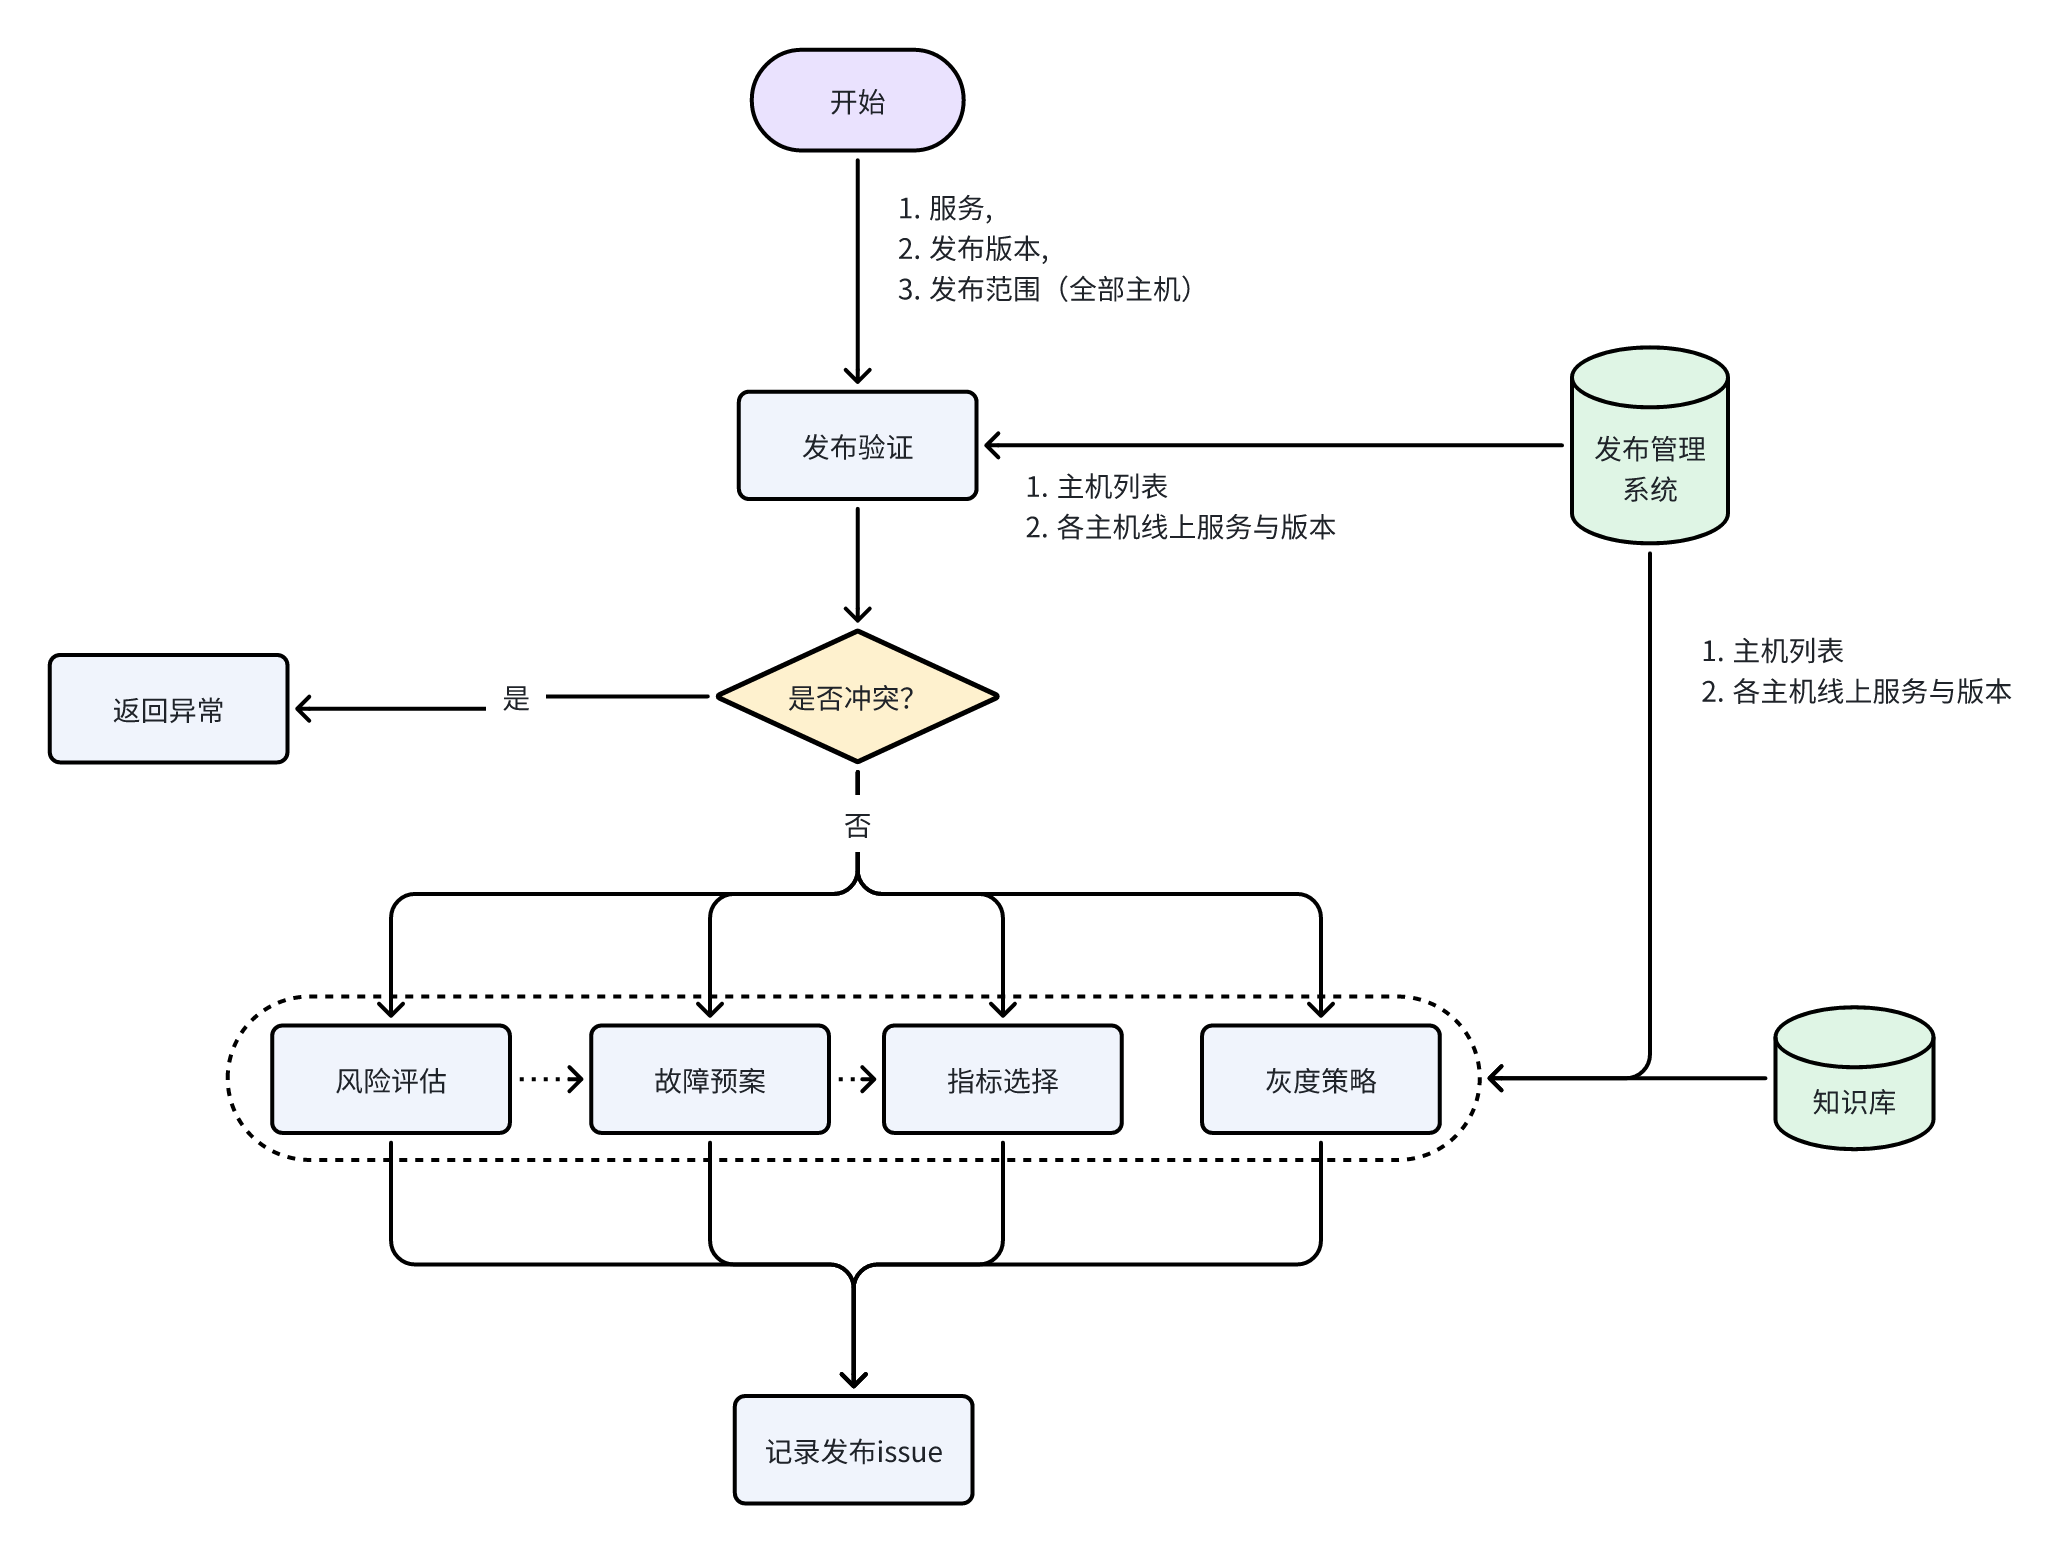 开始
1. 服务,
2. 发布版本,
3. 发布范围（全部主机）
发布验证
发布管理
系统
1. 主机列表
2. 各主机线上服务与版本
返回异常
是
是否冲突？
1. 主机列表
2. 各主机线上服务与版本
否
风险评估
故障预案
指标选择
灰度策略
知识库
记录发布issue